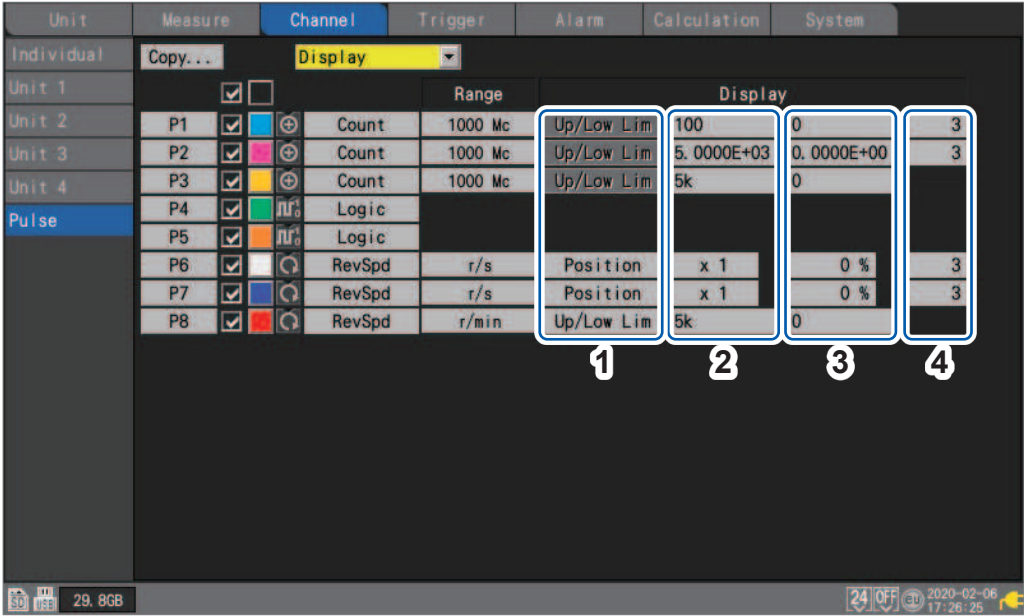 Unit Measure Channel Trigger Alarm Calculation System
Individual Copy... Display
Unit 1 Range Display
Unit 2 P1 Count 1000 Mc Up/Low Lim 100 0 3
Unit 3 P2 Count 1000 Mc Up/Low Lim 5.0000E+03 0.0000E+00 3
Unit 4 P3 Count 1000 Mc Up/Low Lim 5k 0
Pulse P4 Logic
P5 Logic
P6 RevSpd r/s Position x 1 0 % 3
P7 RevSpd r/s Position x 1 0 % 3
P8 RevSpd r/min Up/Low Lim 5k 0
1 2 3 4
SD USB 29.8GB 24 OFF eu 2020-02-06
17:26:25